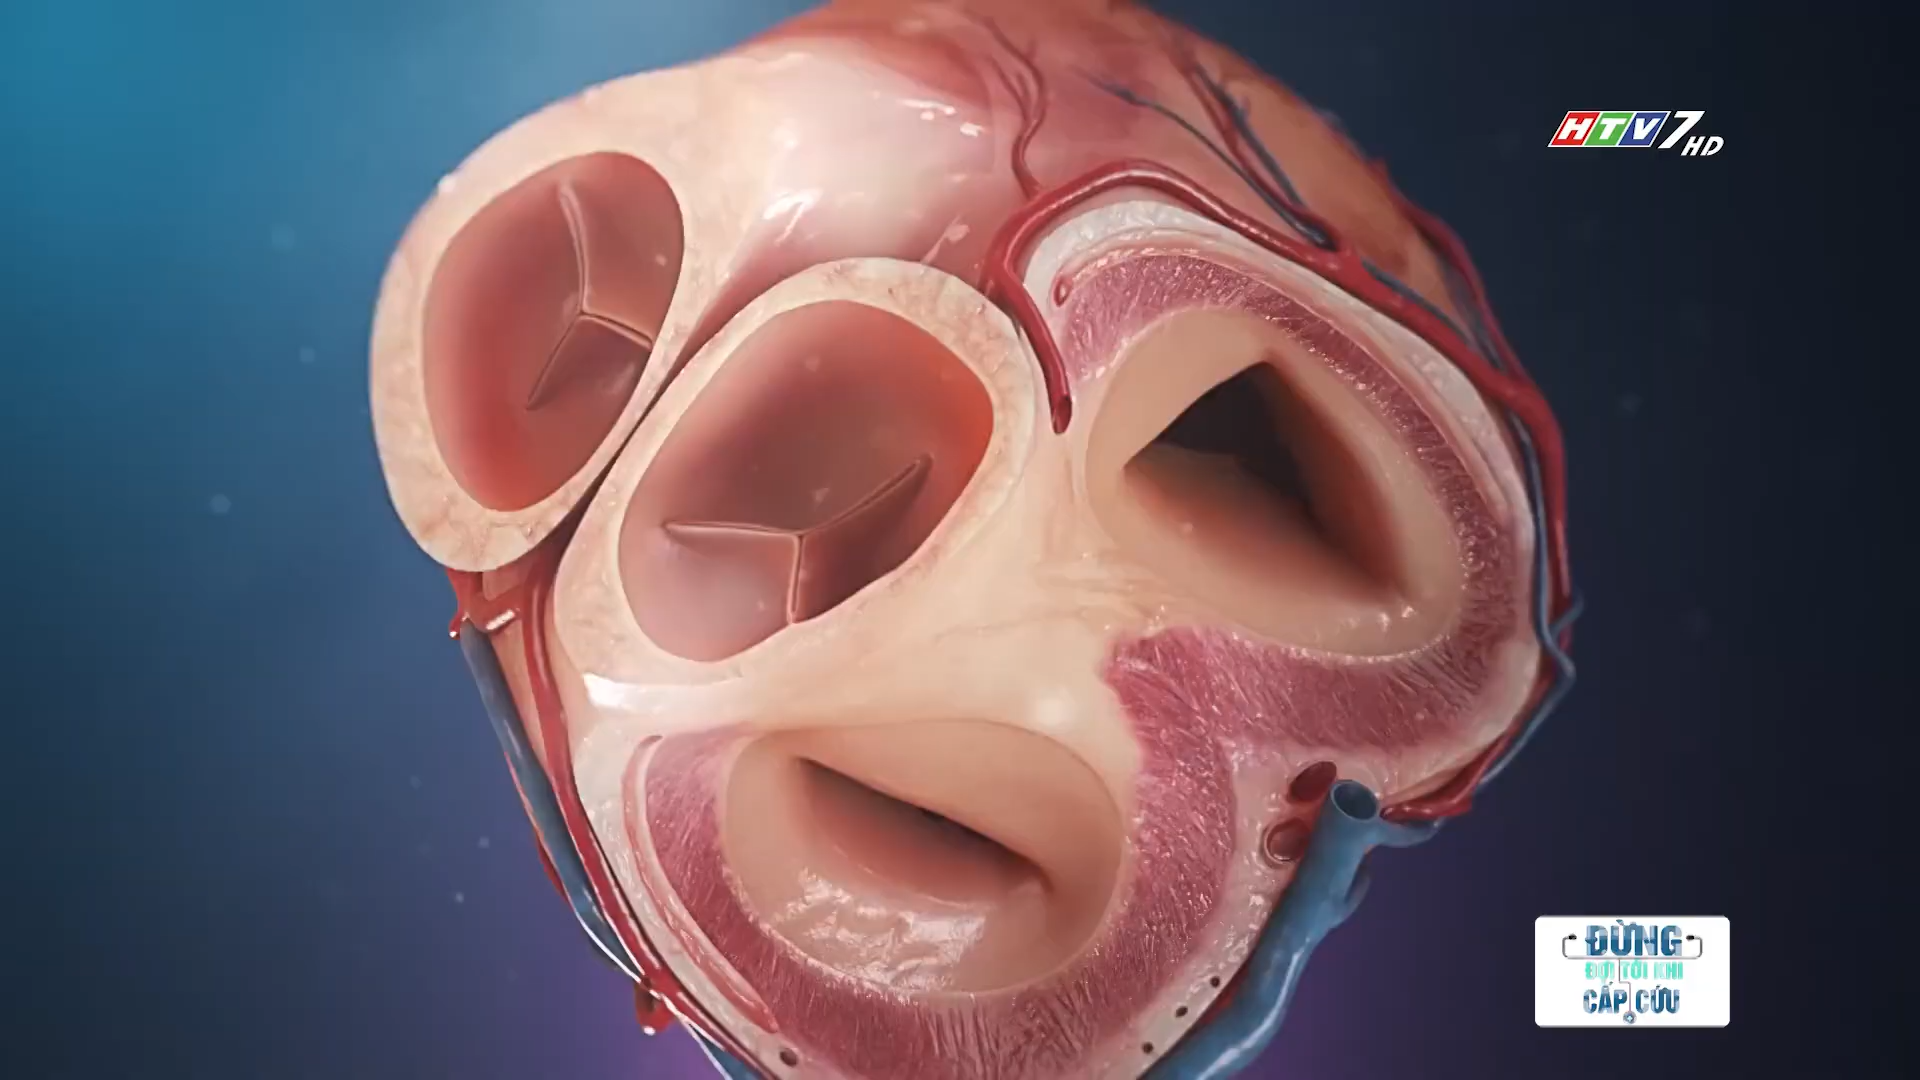 HTV7 HD
ĐỪNG
ĐỢI TỚI KHI
CẤP CỨU